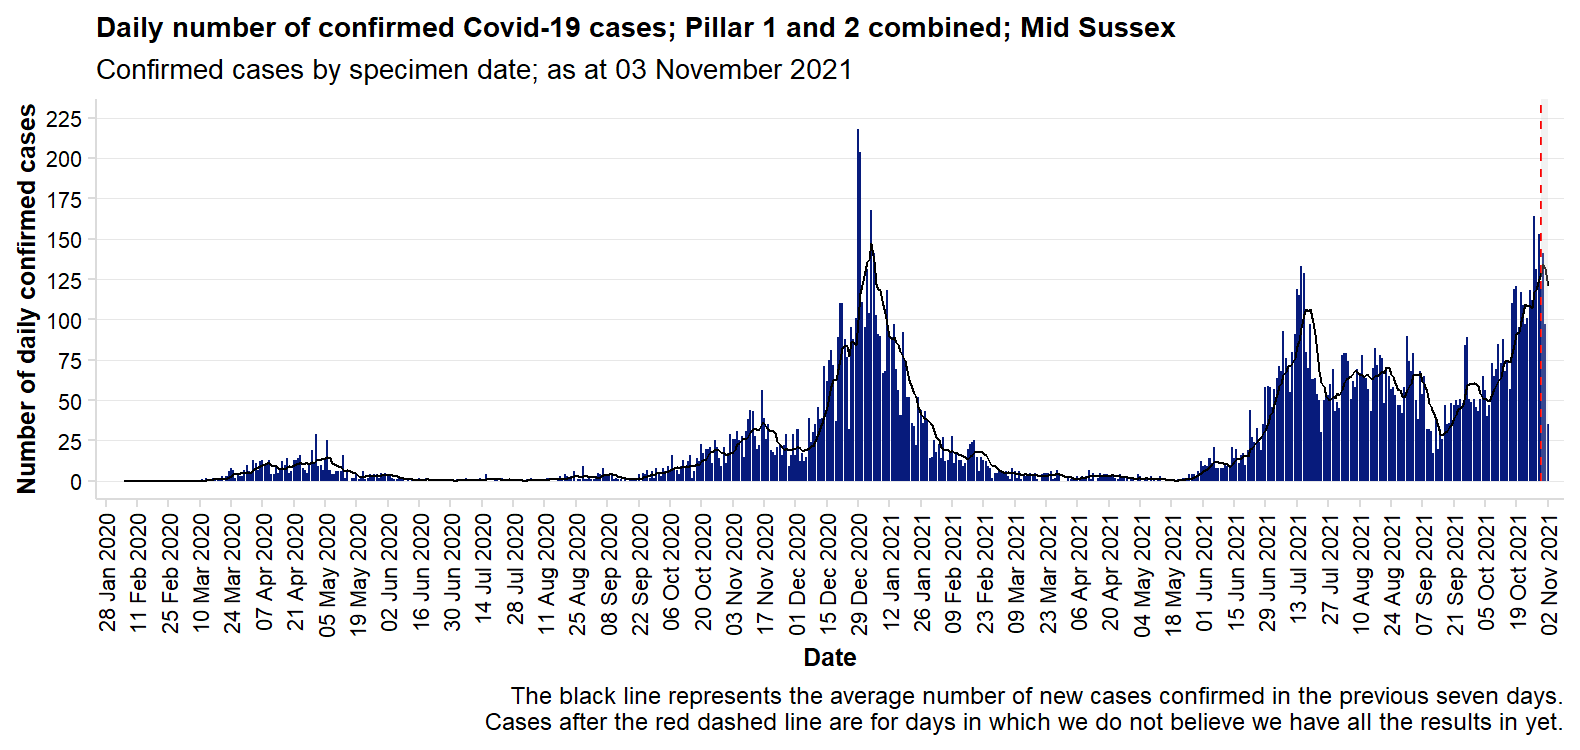 Daily number of confirmed Covid-19 cases; Pillar 1 and 2 combined; Mid Sussex
Confirmed cases by specimen date; as at 03 November 2021
Number of daily confirmed cases
225
200
175
150
125
100
75
50
25
0
28 Jan 2020
11 Feb 2020
25 Feb 2020
10 Mar 2020
24 Mar 2020
07 Apr 2020
21 Apr 2020
05 May 2020
19 May 2020
02 Jun 2020
16 Jun 2020
30 Jun 2020
14 Jul 2020
28 Jul 2020
11 Aug 2020
25 Aug 2020
08 Sep 2020
22 Sep 2020
06 Oct 2020
20 Oct 2020
03 Nov 2020
17 Nov 2020
01 Dec 2020
15 Dec 2020
29 Dec 2020
12 Jan 2021
26 Jan 2021
09 Feb 2021
23 Feb 2021
09 Mar 2021
23 Mar 2021
06 Apr 2021
20 Apr 2021
04 May 2021
18 May 2021
01 Jun 2021
15 Jun 2021
29 Jun 2021
13 Jul 2021
27 Jul 2021
10 Aug 2021
24 Aug 2021
07 Sep 2021
21 Sep 2021
05 Oct 2021
19 Oct 2021
02 Nov 2021
Date
The black line represents the average number of new cases confirmed in the previous seven days.
Cases after the red dashed line are for days in which we do not believe we have all the results in yet.